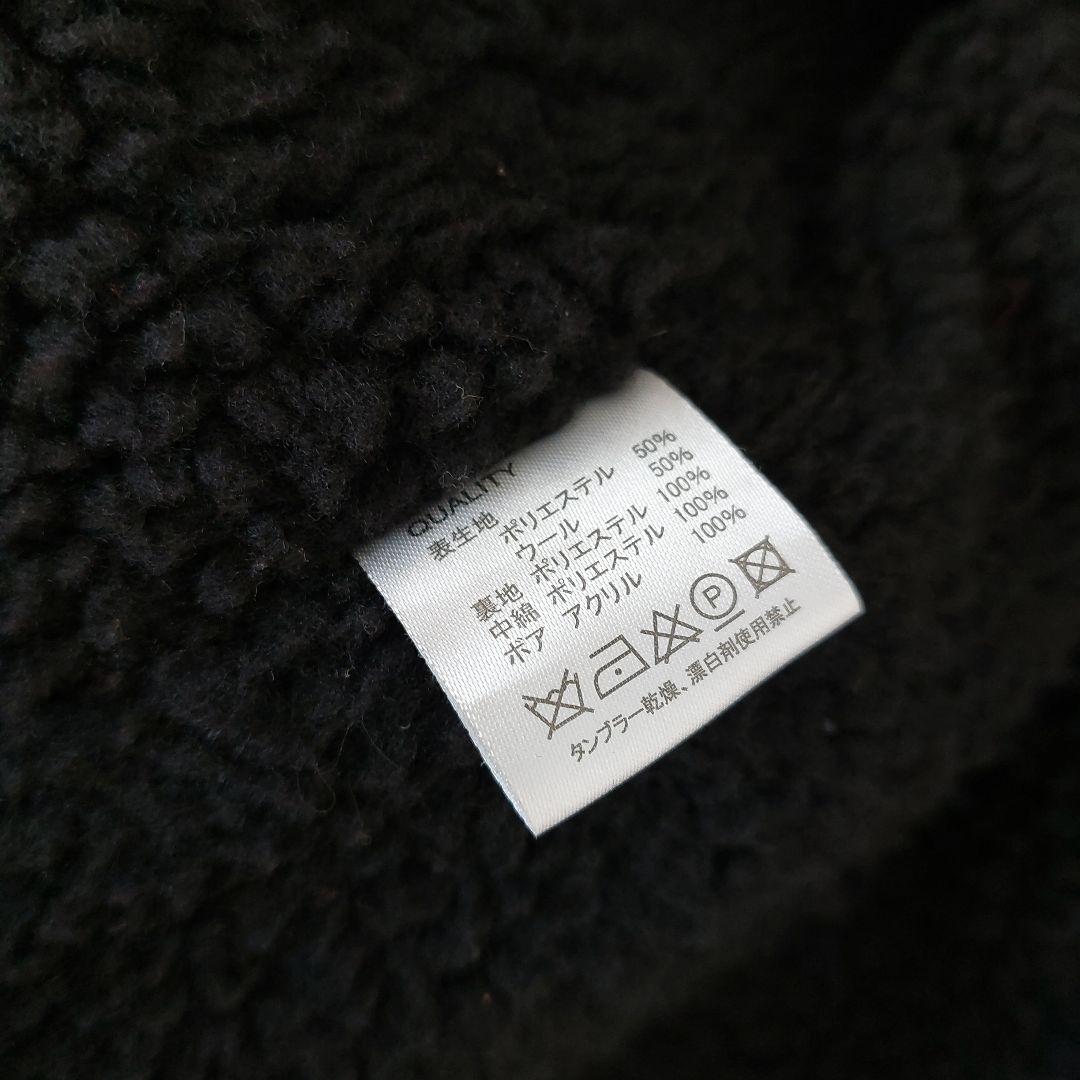 QUALITY
表生地 ポリエステル 50%
ウール 50%
裏地 ポリエステル 100%
中綿 ポリエステル 100%
ボア アクリル 100%
P
タンブラー乾燥、漂白剤使用禁止